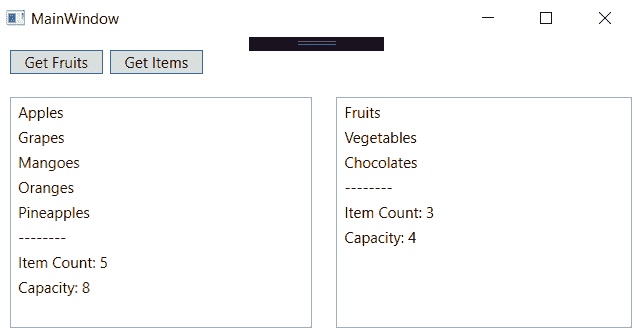 MainWindow
Get Fruits Get Items
Apples
Grapes
Mangoes
Oranges
Pineapples
--------
Item Count: 5
Capacity: 8
Fruits
Vegetables
Chocolates
--------
Item Count: 3
Capacity: 4